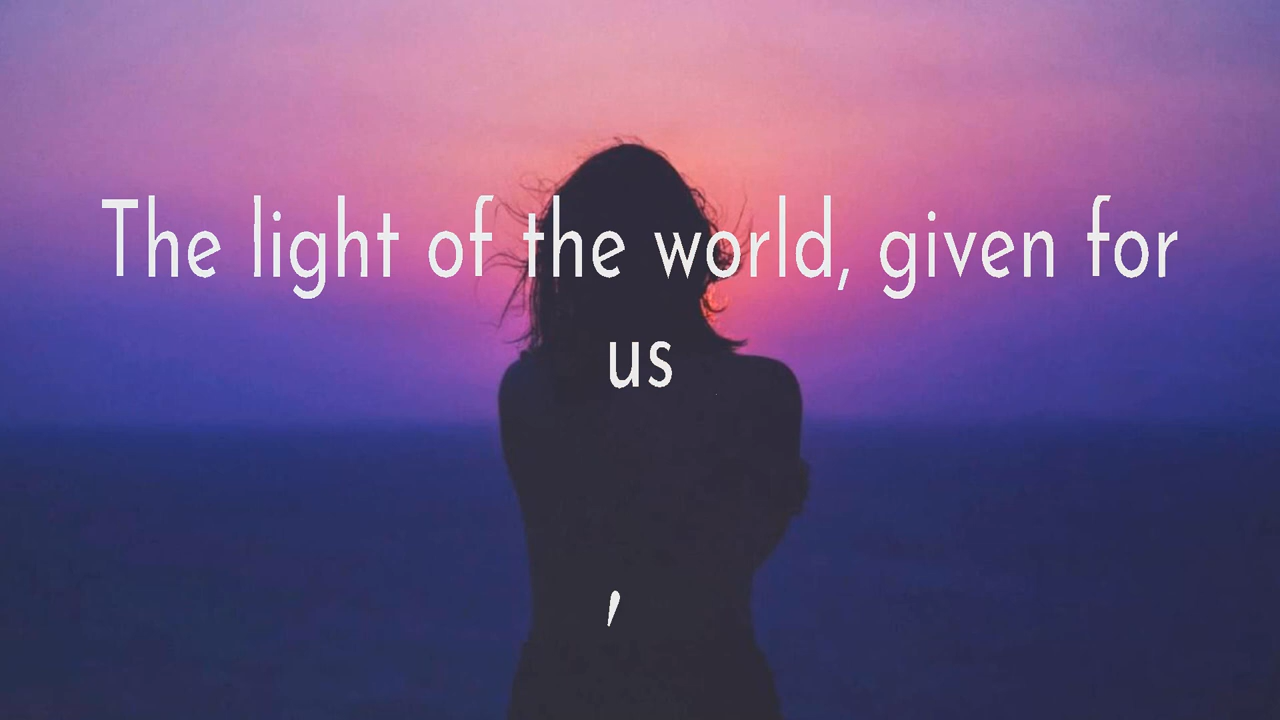 The light of the world, given for
us
,